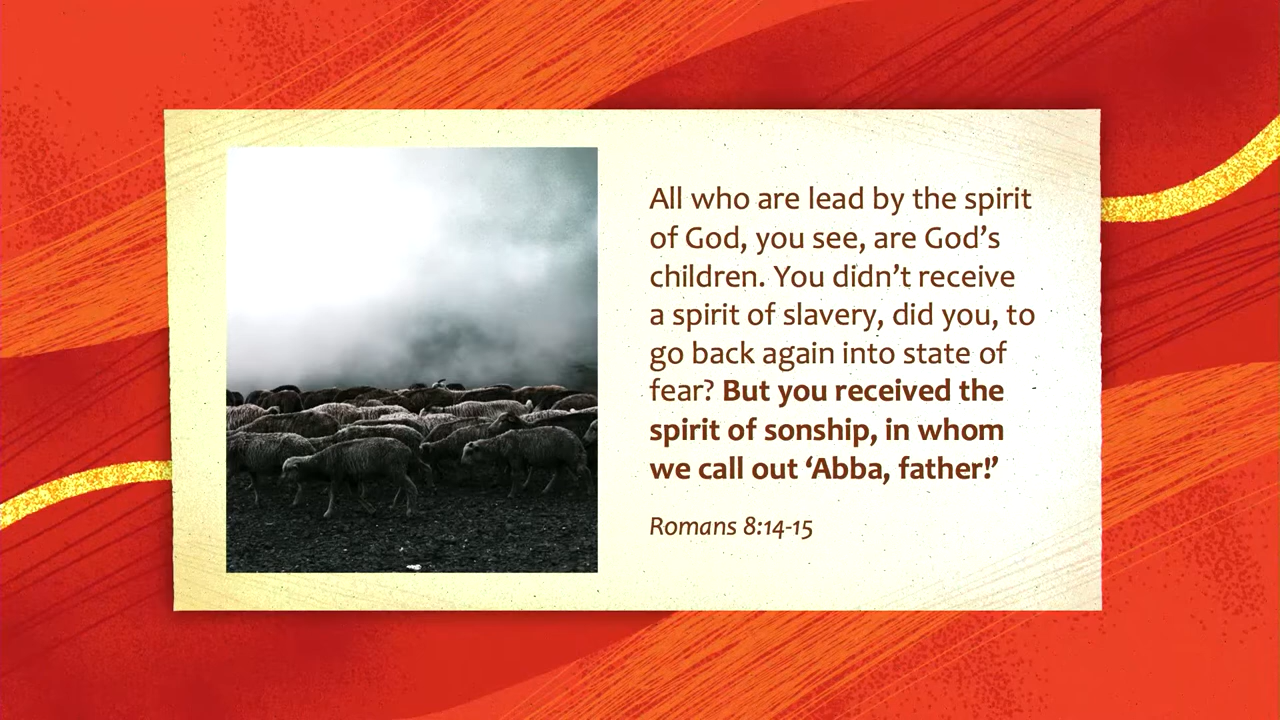 All who are lead by the spirit
of God, you see, are God’s
children. You didn’t receive
a spirit of slavery, did you, to
go back again into state of
fear? But you received the
spirit of sonship, in whom
we call out ‘Abba, father!’
Romans 8:14-15